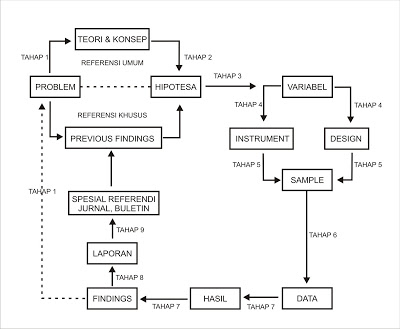 TEORI & KONSEP
TAHAP 1
TAHAP 2
REFERENSI UMUM
TAHAP 3
PROBLEM
HIPOTESA
VARIABEL
TAHAP 4
TAHAP 4
REFERENSI KHUSUS
PREVIOUS FINDINGS
INSTRUMENT
DESIGN
TAHAP 5
TAHAP 5
SAMPLE
TAHAP 1
SPESIAL REFERENDI
JURNAL, BULETIN
TAHAP 9
TAHAP 6
LAPORAN
TAHAP 8
FINDINGS
TAHAP 7
HASIL
TAHAP 7
DATA